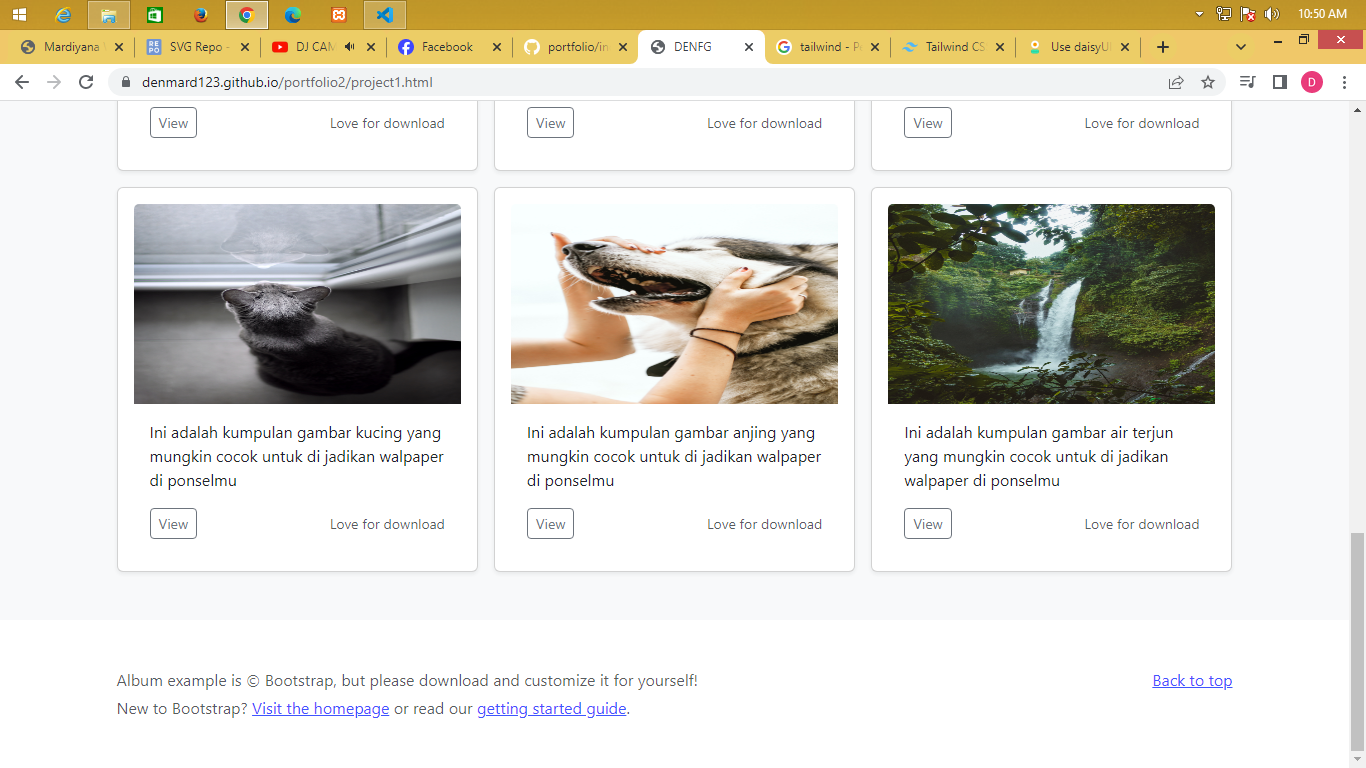 10:50 AM
Mardiyana
SVG Repo -
DJ CAM
Facebook
portfolio/in
DENFG
tailwind - P
Tailwind CS
Use daisyU
denmard123.github.io/portfolio2/project1.html
D
View Love for download View Love for download View Love for download
Ini adalah kumpulan gambar kucing yang
mungkin cocok untuk di jadikan walpaper
di ponselmu
View Love for download
Ini adalah kumpulan gambar anjing yang
mungkin cocok untuk di jadikan walpaper
di ponselmu
View Love for download
Ini adalah kumpulan gambar air terjun
yang mungkin cocok untuk di jadikan
walpaper di ponselmu
View Love for download
Album example is © Bootstrap, but please download and customize it for yourself!
Back to top
New to Bootstrap? Visit the homepage or read our getting started guide.